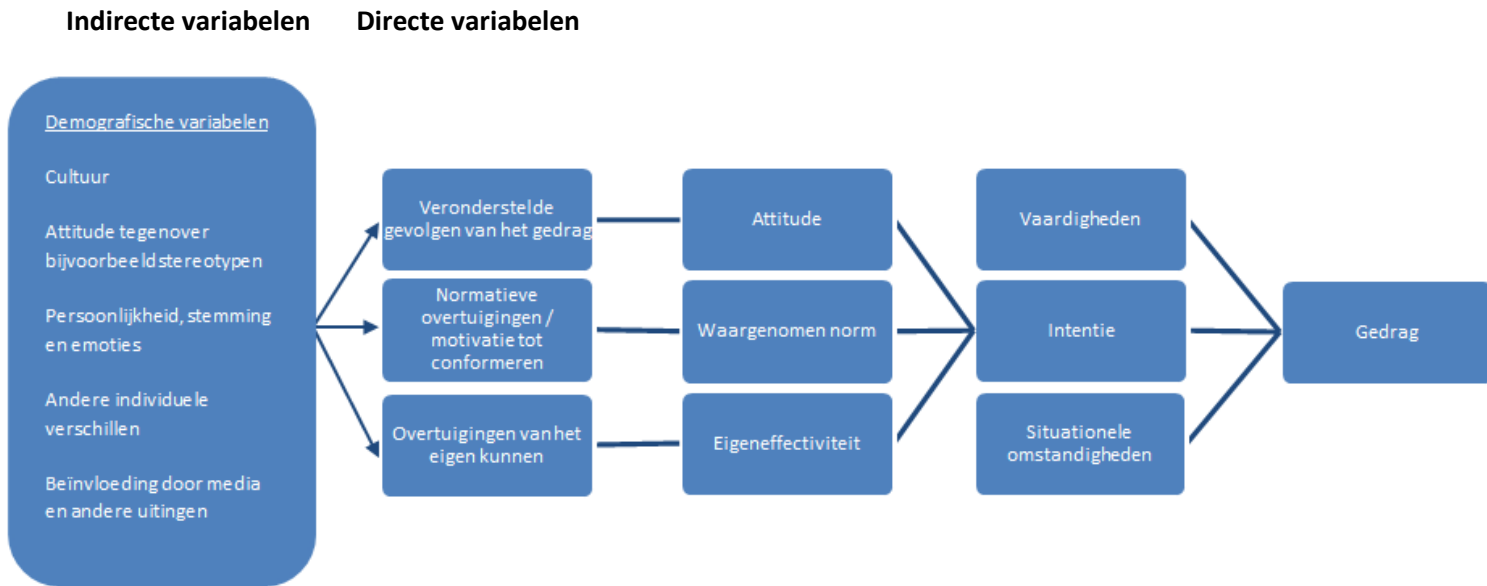 Indirecte variabelen Directe variabelen
Demografische variabelen
Cultuur
Attitude tegenover
bijvoorbeeld stereotypen
Persoonlijkheid, stemming
en emoties
Andere individuele
verschillen
Beïnvloeding door media
en andere uitingen
Veronderstelde
gevolgen van het gedrag
Normatieve
overtuigingen /
motivatie tot
conformeren
Overtuigingen van het
eigen kunnen
Attitude
Waargenomen norm
Eigeneffectiviteit
Vaardigheden
Intentie
Situationele
omstandigheden
Gedrag